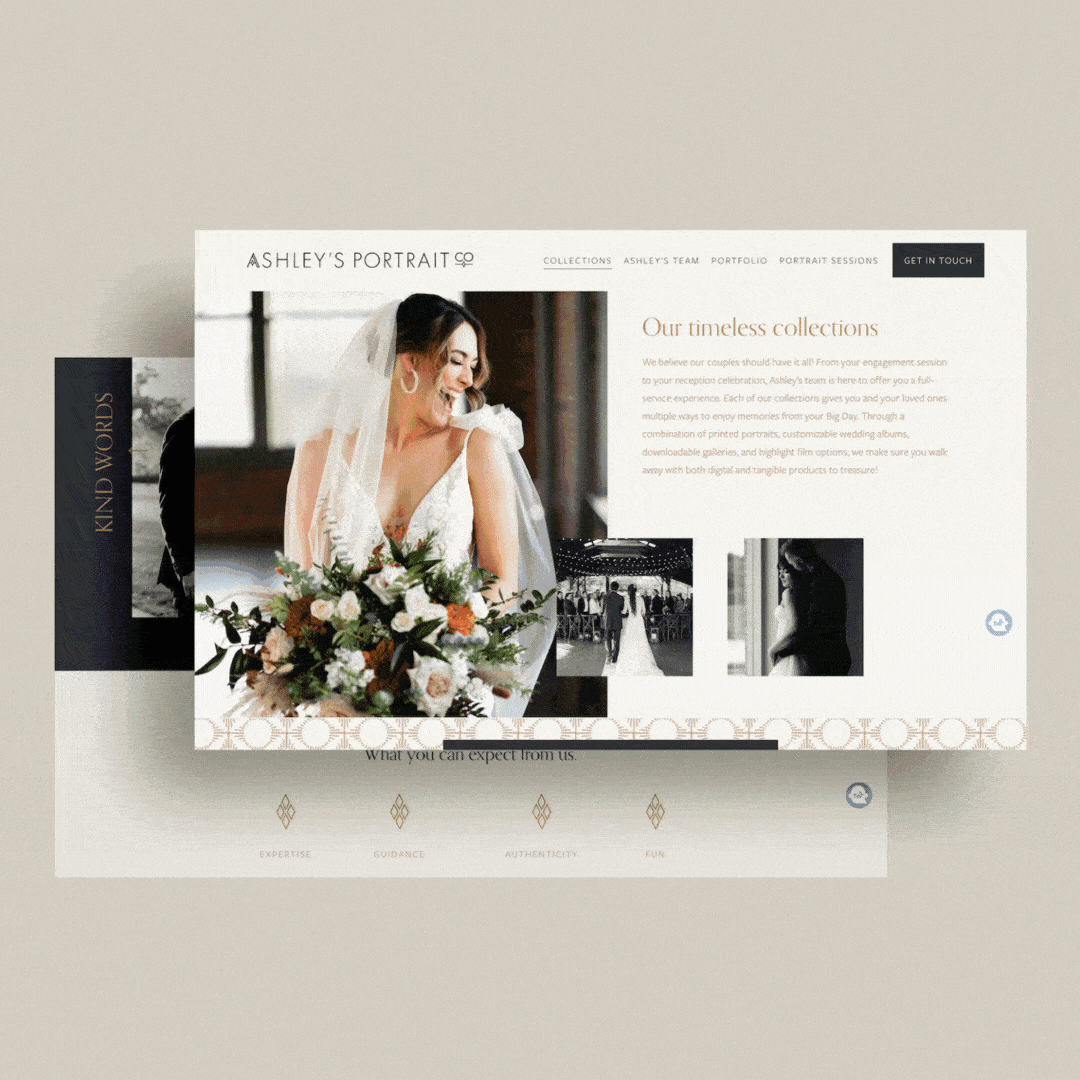 ASHLEY'S PORTRAIT CO
COLLECTIONS ASHLEY'S TEAM PORTFOLIO PORTRAIT SESSIONS GET IN TOUCH
Our timeless collections
We believe our couples should have it all! From your engagement session
to your reception celebration, Ashley's team is here to offer you a full-
service experience. Each of our collections gives you and your loved ones
multiple ways to enjoy memories from your Big Day. Through a
combination of printed portraits, customizable wedding albums,
downloadable galleries, and highlight film options, we make sure you walk
away with both digital and tangible products to treasure!
KIND WORDS
What you can expect from us.
EXPERTISE GUIDANCE AUTHENTICITY FUN